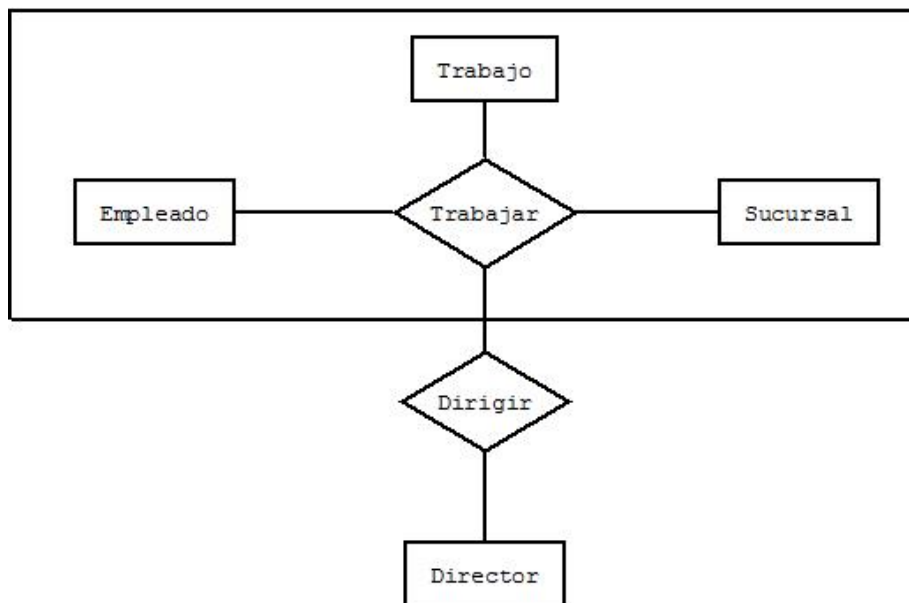 Trabajo
Empleado
Trabajar
Sucursal
Dirigir
Director